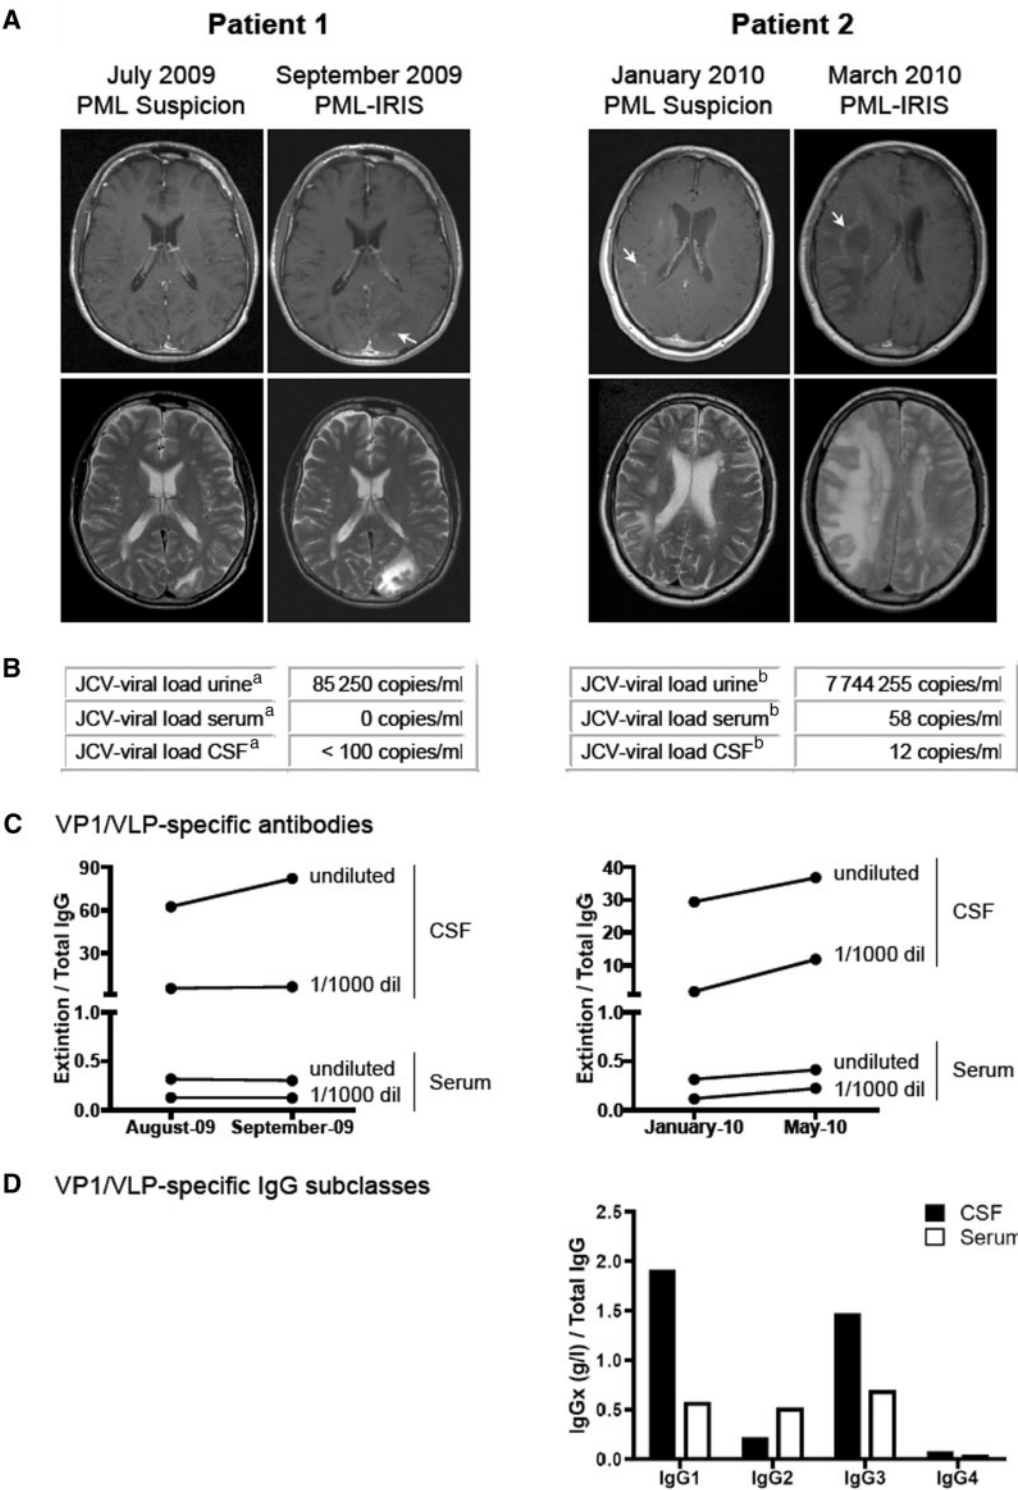 A
Patient 1
Patient 2
July 2009
PML Suspicion
September 2009
PML-IRIS
January 2010
PML Suspicion
March 2010
PML-IRIS
B
JCV-viral load urineᵃ 85 250 copies/ml
JCV-viral load serumᵃ 0 copies/ml
JCV-viral load CSFᵃ < 100 copies/ml
JCV-viral load urineᵇ 7 744 255 copies/ml
JCV-viral load serumᵇ 58 copies/ml
JCV-viral load CSFᵇ 12 copies/ml
C VP1/VLP-specific antibodies
Extintion / Total IgG
90
60
30
1.0
0.5
0.0
undiluted
1/1000 dil
CSF
undiluted
1/1000 dil
Serum
August-09 September-09
Extintion / Total IgG
40
30
20
10
1.0
0.5
0.0
undiluted
1/1000 dil
CSF
undiluted
1/1000 dil
Serum
January-10 May-10
D VP1/VLP-specific IgG subclasses
IgGx (g/l) / Total IgG
2.5
2.0
1.5
1.0
0.5
0.0
CSF
Serum
IgG1 IgG2 IgG3 IgG4